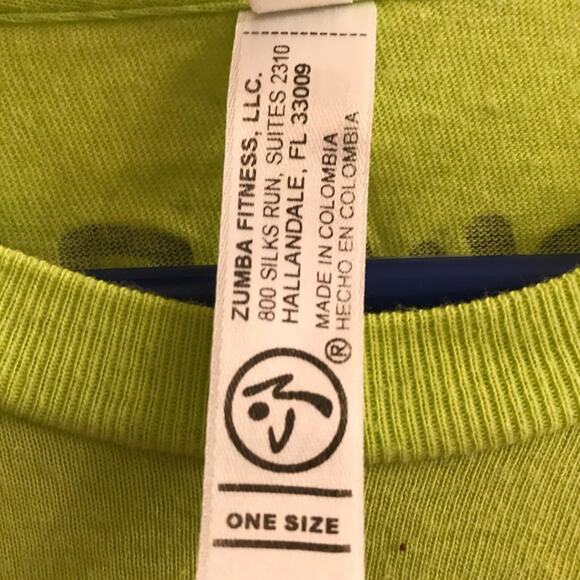 ZUMBA FITNESS, LLC.
800 SILKS RUN, SUITES 2310
HALLANDALE, FL 33009
MADE IN COLOMBIA
HECHO EN COLOMBIA
®
ONE SIZE